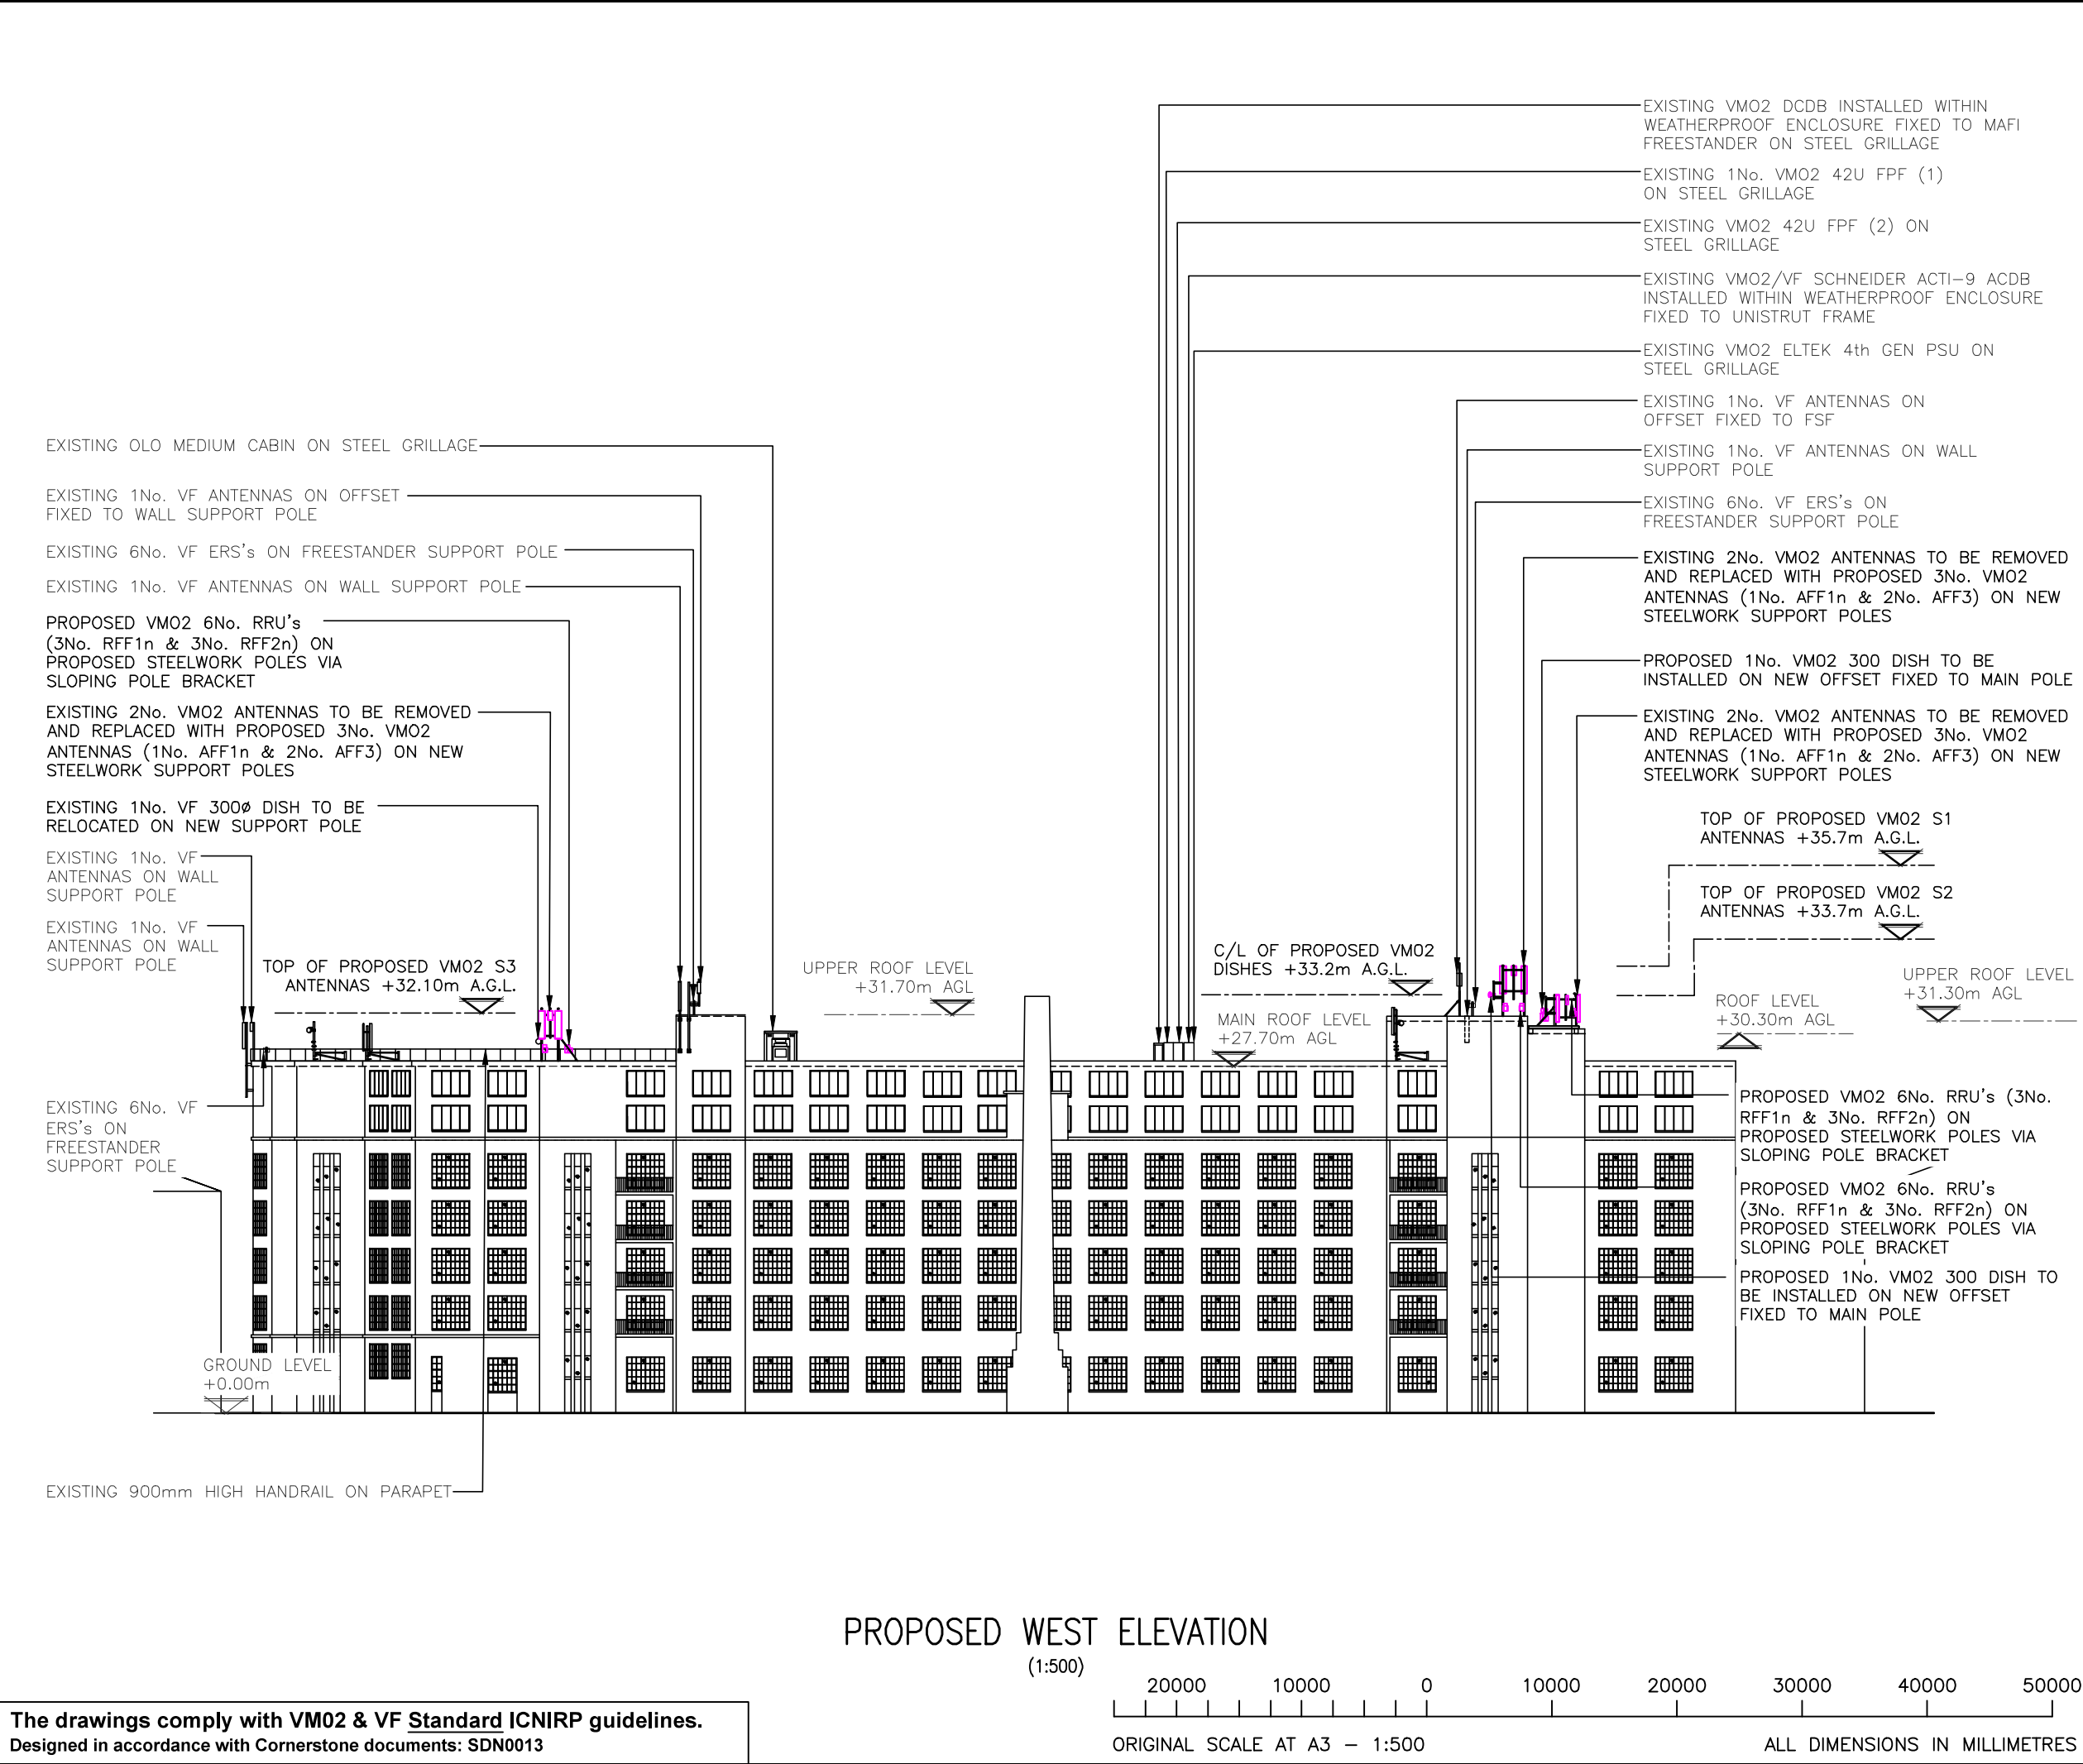 EXISTING VMO2 DCDB INSTALLED WITHIN
WEATHERPROOF ENCLOSURE FIXED TO MAFI
FREESTANDER ON STEEL GRILLAGE
EXISTING 1No. VMO2 42U FPF (1)
ON STEEL GRILLAGE
EXISTING VMO2 42U FPF (2) ON
STEEL GRILLAGE
EXISTING VMO2/VF SCHNEIDER ACTI-9 ACDB
INSTALLED WITHIN WEATHERPROOF ENCLOSURE
FIXED TO UNISTRUT FRAME
EXISTING VMO2 ELTEK 4th GEN PSU ON
STEEL GRILLAGE
EXISTING 1No. VF ANTENNAS ON
OFFSET FIXED TO FSF
EXISTING 1No. VF ANTENNAS ON WALL
SUPPORT POLE
EXISTING 6No. VF ERS's ON
FREESTANDER SUPPORT POLE
EXISTING 2No. VMO2 ANTENNAS TO BE REMOVED
AND REPLACED WITH PROPOSED 3No. VMO2
ANTENNAS (1No. AFF1n & 2No. AFF3) ON NEW
STEELWORK SUPPORT POLES
PROPOSED 1No. VMO2 300 DISH TO BE
INSTALLED ON NEW OFFSET FIXED TO MAIN POLE
EXISTING 2No. VMO2 ANTENNAS TO BE REMOVED
AND REPLACED WITH PROPOSED 3No. VMO2
ANTENNAS (1No. AFF1n & 2No. AFF3) ON NEW
STEELWORK SUPPORT POLES
EXISTING OLO MEDIUM CABIN ON STEEL GRILLAGE
EXISTING 1No. VF ANTENNAS ON OFFSET
FIXED TO WALL SUPPORT POLE
EXISTING 6No. VF ERS's ON FREESTANDER SUPPORT POLE
EXISTING 1No. VF ANTENNAS ON WALL SUPPORT POLE
PROPOSED VMO2 6No. RRU's
(3No. RFF1n & 3No. RFF2n) ON
PROPOSED STEELWORK POLES VIA
SLOPING POLE BRACKET
EXISTING 2No. VMO2 ANTENNAS TO BE REMOVED
AND REPLACED WITH PROPOSED 3No. VMO2
ANTENNAS (1No. AFF1n & 2No. AFF3) ON NEW
STEELWORK SUPPORT POLES
EXISTING 1No. VF 300ø DISH TO BE
RELOCATED ON NEW SUPPORT POLE
EXISTING 1No. VF
ANTENNAS ON WALL
SUPPORT POLE
EXISTING 1No. VF
ANTENNAS ON WALL
SUPPORT POLE
TOP OF PROPOSED VMO2 S3
ANTENNAS +32.10m A.G.L.
UPPER ROOF LEVEL
+31.70m AGL
C/L OF PROPOSED VMO2
DISHES +33.2m A.G.L.
MAIN ROOF LEVEL
+27.70m AGL
TOP OF PROPOSED VMO2 S1
ANTENNAS +35.7m A.G.L.
TOP OF PROPOSED VMO2 S2
ANTENNAS +33.7m A.G.L.
UPPER ROOF LEVEL
+31.30m AGL
ROOF LEVEL
+30.30m AGL
EXISTING 6No. VF
ERS's ON
FREESTANDER
SUPPORT POLE
PROPOSED VMO2 6No. RRU's (3No.
RFF1n & 3No. RFF2n) ON
PROPOSED STEELWORK POLES VIA
SLOPING POLE BRACKET
PROPOSED VMO2 6No. RRU's
(3No. RFF1n & 3No. RFF2n) ON
PROPOSED STEELWORK POLES VIA
SLOPING POLE BRACKET
PROPOSED 1No. VMO2 300 DISH TO
BE INSTALLED ON NEW OFFSET
FIXED TO MAIN POLE
GROUND LEVEL
+0.00m
EXISTING 900mm HIGH HANDRAIL ON PARAPET
PROPOSED WEST ELEVATION
(1:500)
20000 10000 0 10000 20000 30000 40000 50000
ORIGINAL SCALE AT A3 - 1:500
ALL DIMENSIONS IN MILLIMETRES
The drawings comply with VM02 & VF Standard ICNIRP guidelines.
Designed in accordance with Cornerstone documents: SDN0013